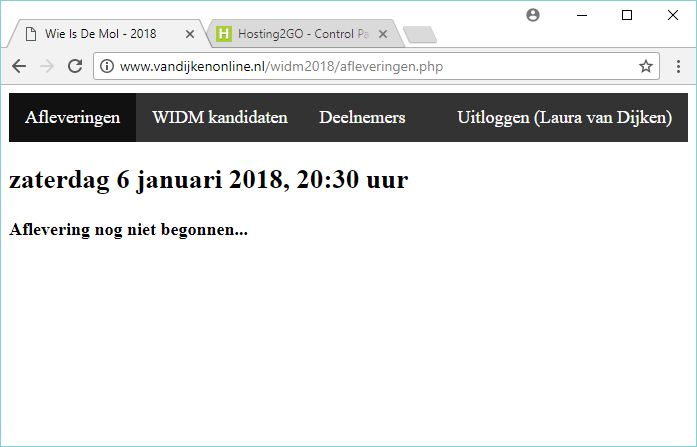 Wie Is De Mol - 2018
Hosting2GO - Control Pa
www.vandijkenonline.nl/widm2018/afleveringen.php
Afleveringen WIDM kandidaten Deelnemers Uitloggen (Laura van Dijken)
zaterdag 6 januari 2018, 20:30 uur
Aflevering nog niet begonnen...